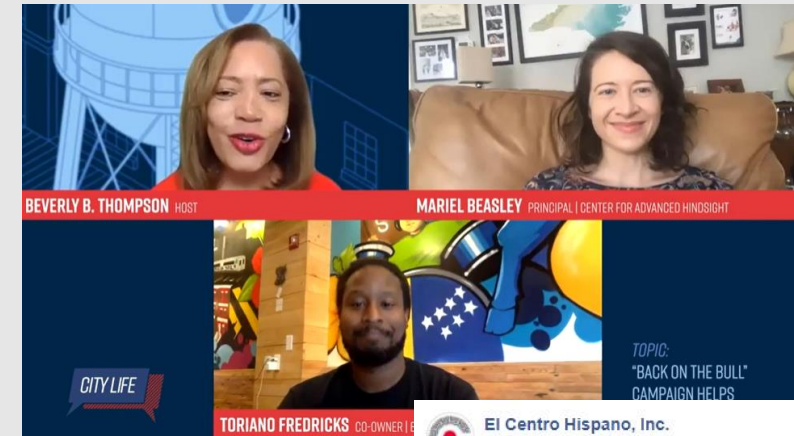 BEVERLY B. THOMPSON HOST
MARIEL BEASLEY PRINCIPAL | CENTER FOR ADVANCED HINDSIGHT
CITY LIFE
TOPIC:
"BACK ON THE BULL"
CAMPAIGN HELPS
TORIANO FREDRICKS CO-OWNER |
El Centro Hispano, Inc.